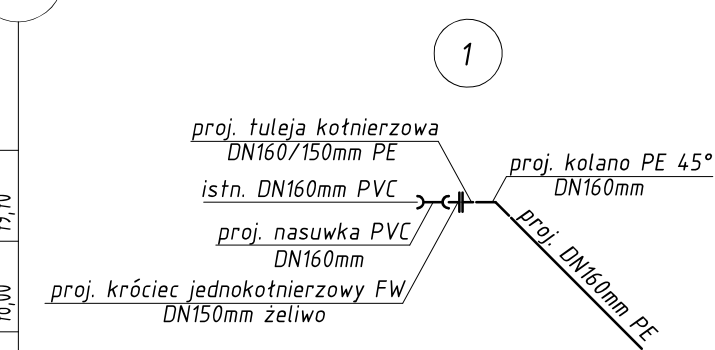 1
proj. tuleja kołnierzowa
DN160/150mm PE
proj. kolano PE 45°
DN160mm
istn. DN160mm PVC
proj. nasuwka PVC
DN160mm
proj. DN160mm PE
proj. króciec jednokołnierzowy FW
DN150mm żeliwo